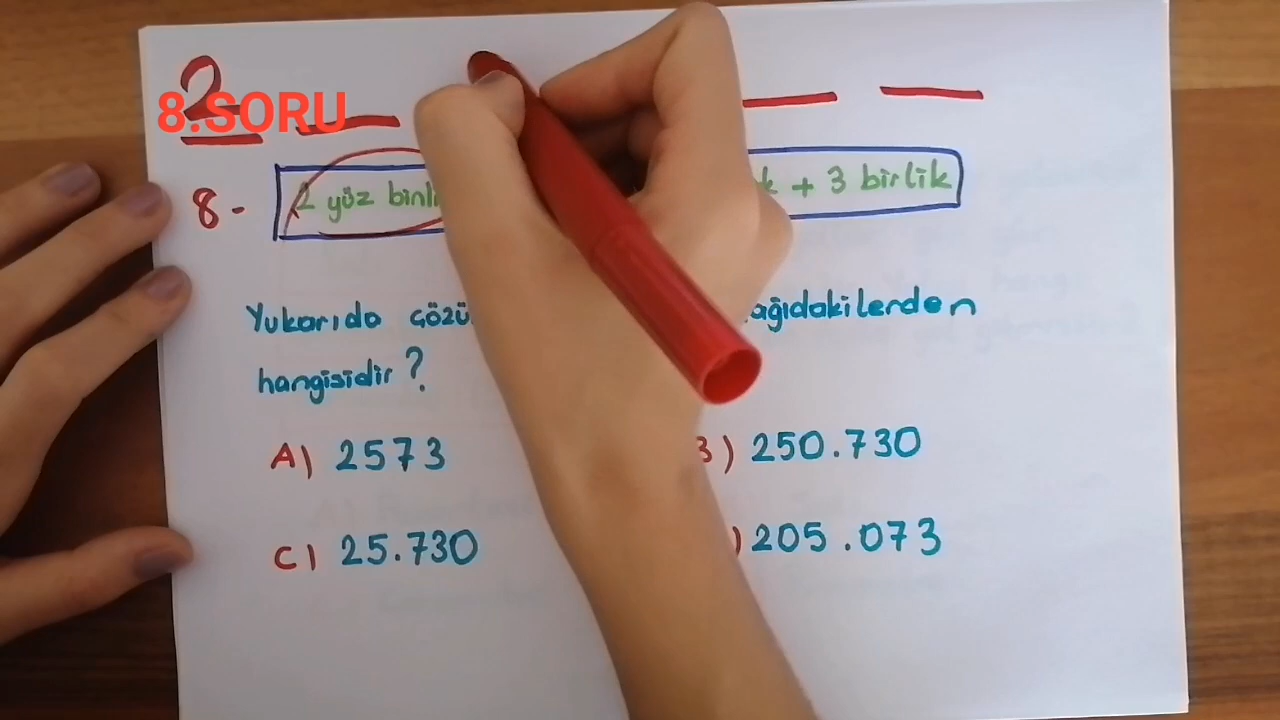 2
8.SORU
8- 2 yüz binli k + 3 birlik
Yukarıda çözü ağıdakilerden
hangisidir?
A) 2573 B) 250.730
C) 25.730 ) 205.073